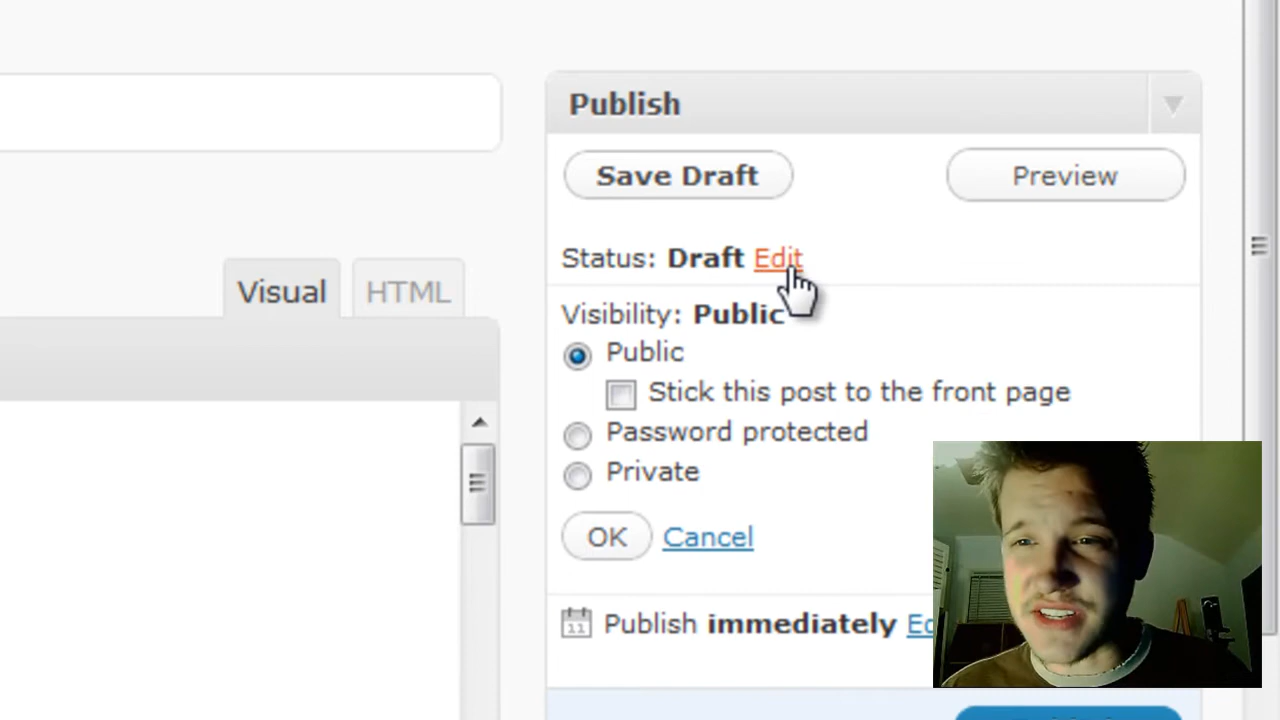 Publish
Save Draft
Preview
Status: Draft Edit
Visual
HTML
Visibility: Public
Public
Stick this post to the front page
Password protected
Private
OK
Cancel
11
Publish immediately